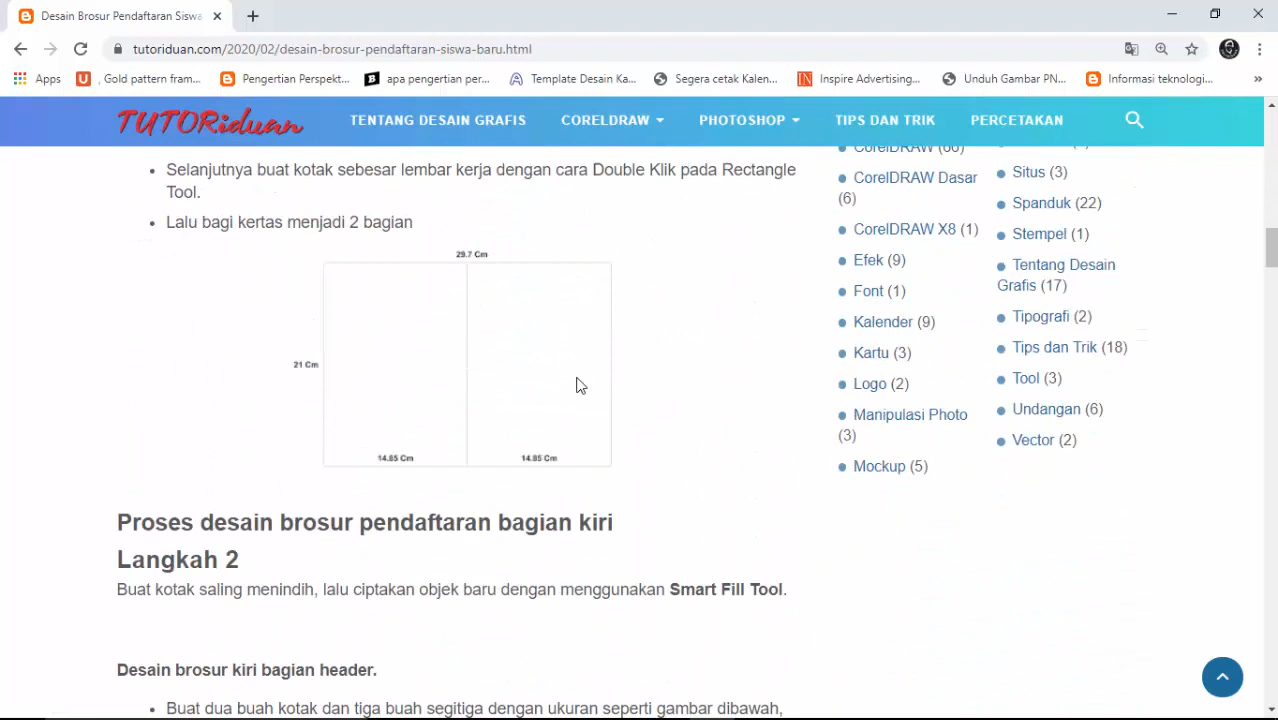 Desain Brosur Pendaftaran Siswa
tutoriduan.com/2020/02/desain-brosur-pendaftaran-siswa-baru.html
Apps
, Gold pattern fram...
Pengertian Perspekt...
apa pengertian per...
Template Desain Ka...
Segera cetak Kalen...
Inspire Advertising...
Unduh Gambar PN...
Informasi teknologi...
»
TUTORiduan
TENTANG DESAIN GRAFIS
CORELDRAW
PHOTOSHOP
TIPS DAN TRIK
PERCETAKAN
• Selanjutnya buat kotak sebesar lembar kerja dengan cara Double Klik pada Rectangle
Tool.
• Lalu bagi kertas menjadi 2 bagian
29.7 Cm
21 Cm
14.85 Cm
14.85 Cm
Proses desain brosur pendaftaran bagian kiri
Langkah 2
Buat kotak saling menindih, lalu ciptakan objek baru dengan menggunakan Smart Fill Tool.
Desain brosur kiri bagian header.
• Buat dua buah kotak dan tiga buah segitiga dengan ukuran seperti gambar dibawah,
CorelDRAW
CorelDRAW Dasar
(6)
CorelDRAW X8 (1)
Efek (9)
Font (1)
Kalender (9)
Kartu (3)
Logo (2)
Manipulasi Photo
(3)
Mockup (5)
Situs (3)
Spanduk (22)
Stempel (1)
Tentang Desain
Grafis (17)
Tipografi (2)
Tips dan Trik (18)
Tool (3)
Undangan (6)
Vector (2)